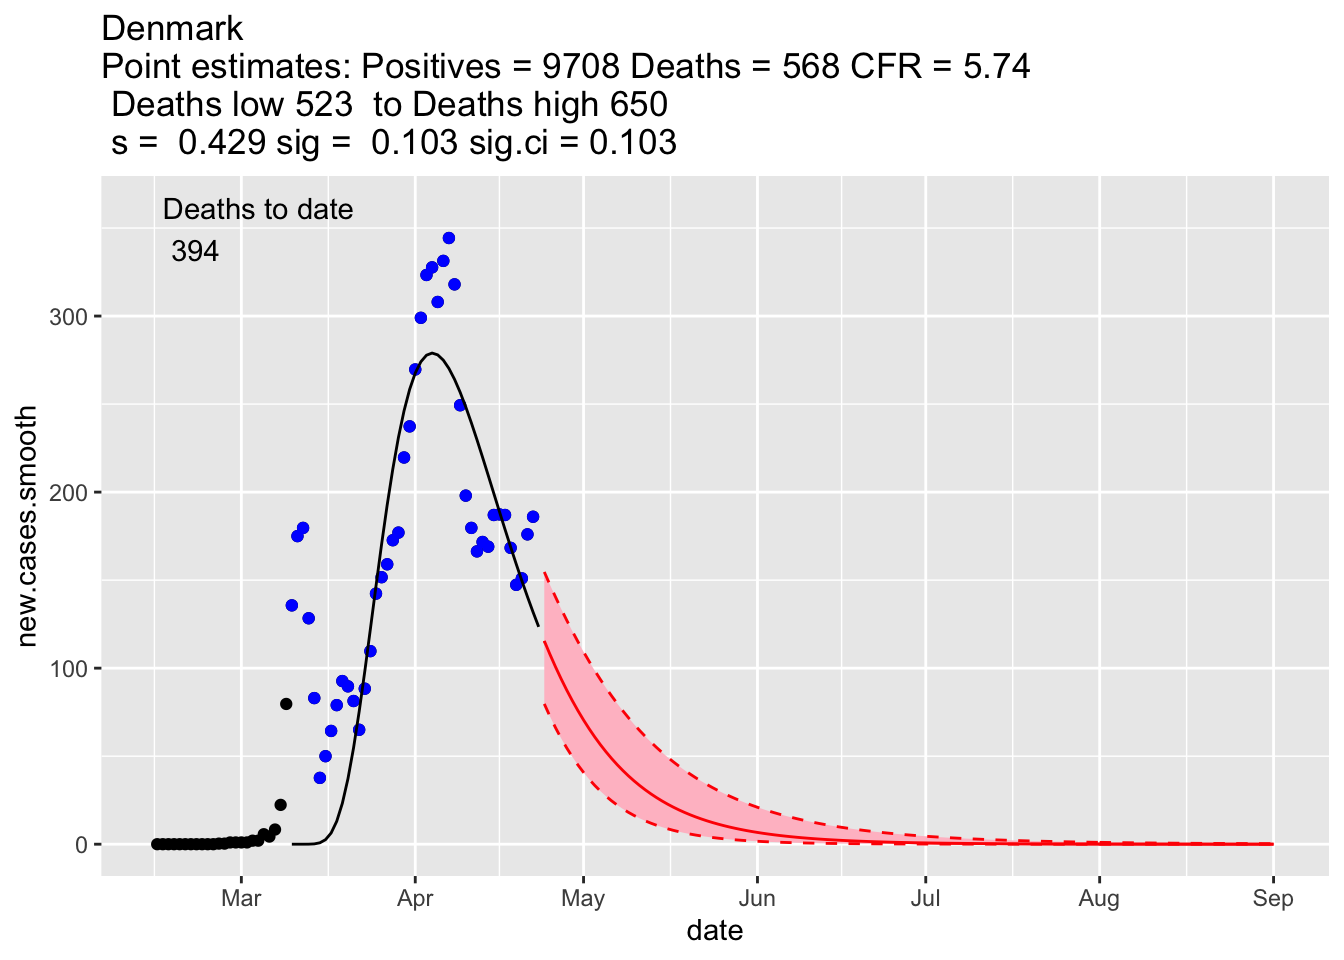 Denmark
Point estimates: Positives = 9708 Deaths = 568 CFR = 5.74
Deaths low 523  to Deaths high 650
s =  0.429 sig =  0.103 sig.ci = 0.103
Deaths to date
394
300
200
100
0
new.cases.smooth
Mar Apr May Jun Jul Aug Sep
date